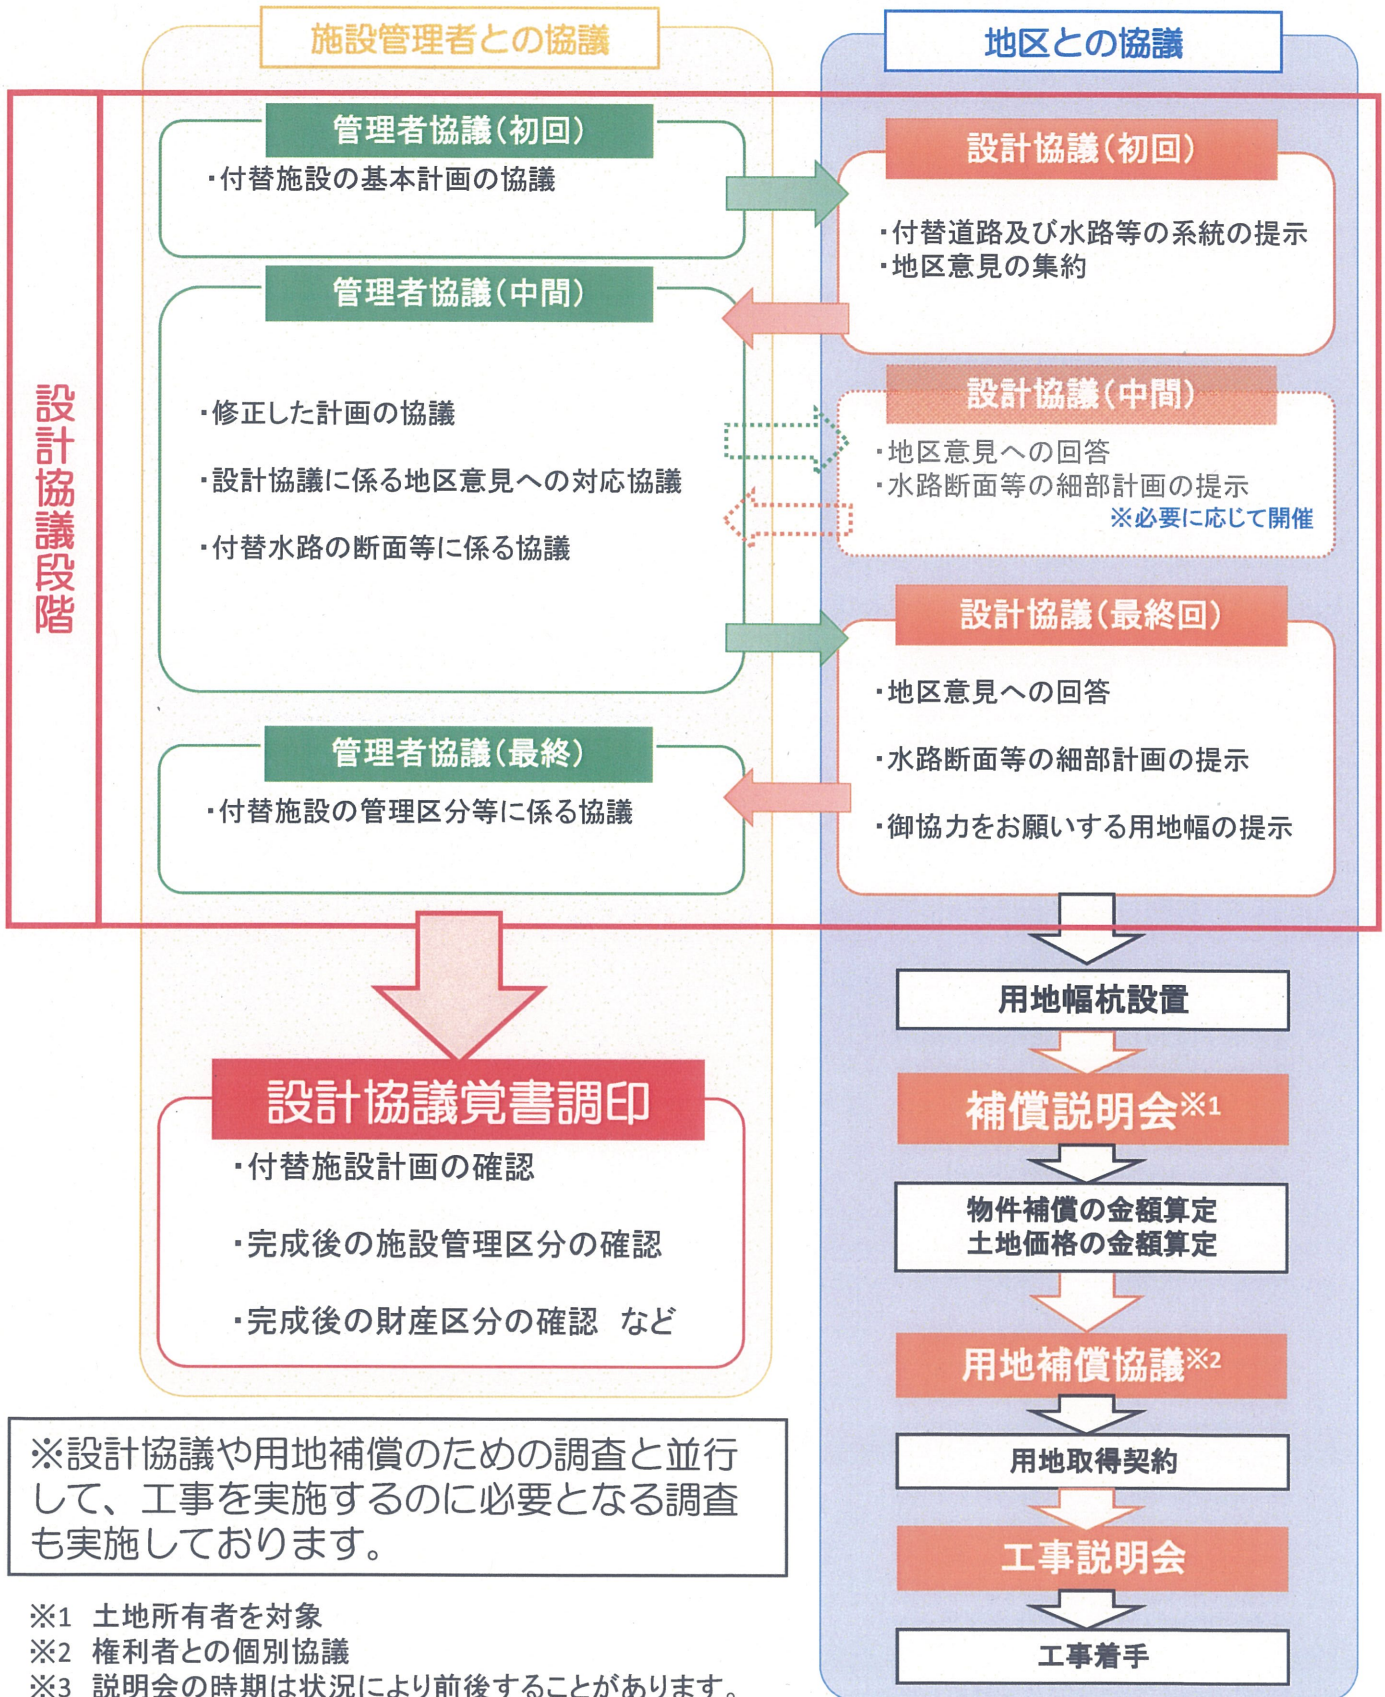 施設管理者との協議
地区との協議
設計協議段階
管理者協議(初回)
・付替施設の基本計画の協議
設計協議(初回)
・付替道路及び水路等の系統の提示
・地区意見の集約
管理者協議(中間)
・修正した計画の協議
・設計協議に係る地区意見への対応協議
・付替水路の断面等に係る協議
設計協議(中間)
・地区意見への回答
・水路断面等の細部計画の提示
※必要に応じて開催
設計協議(最終回)
・地区意見への回答
・水路断面等の細部計画の提示
・御協力をお願いする用地幅の提示
管理者協議(最終)
・付替施設の管理区分等に係る協議
設計協議覚書調印
・付替施設計画の確認
・完成後の施設管理区分の確認
・完成後の財産区分の確認 など
用地幅杭設置
補償説明会※1
物件補償の金額算定
土地価格の金額算定
用地補償協議※2
用地取得契約
工事説明会
工事着手
※設計協議や用地補償のための調査と並行
して、工事を実施するのに必要となる調査
も実施しております。
※1 土地所有者を対象
※2 権利者との個別協議
※3 説明会の時期は状況により前後することがあります。